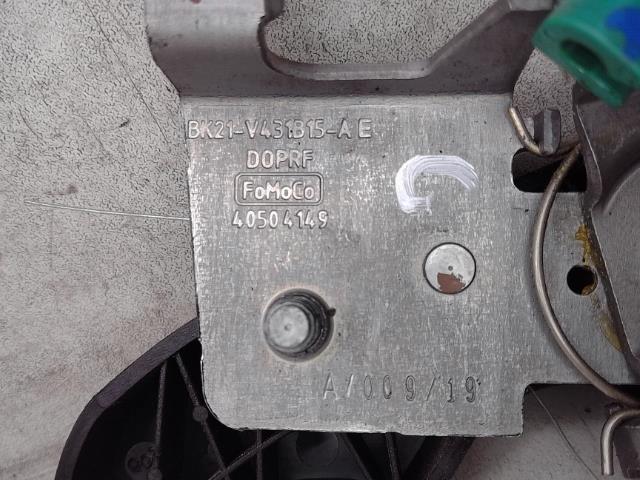 BK21-V431B15-AE
DOPRF
FoMoCo
40504149
A/009/19